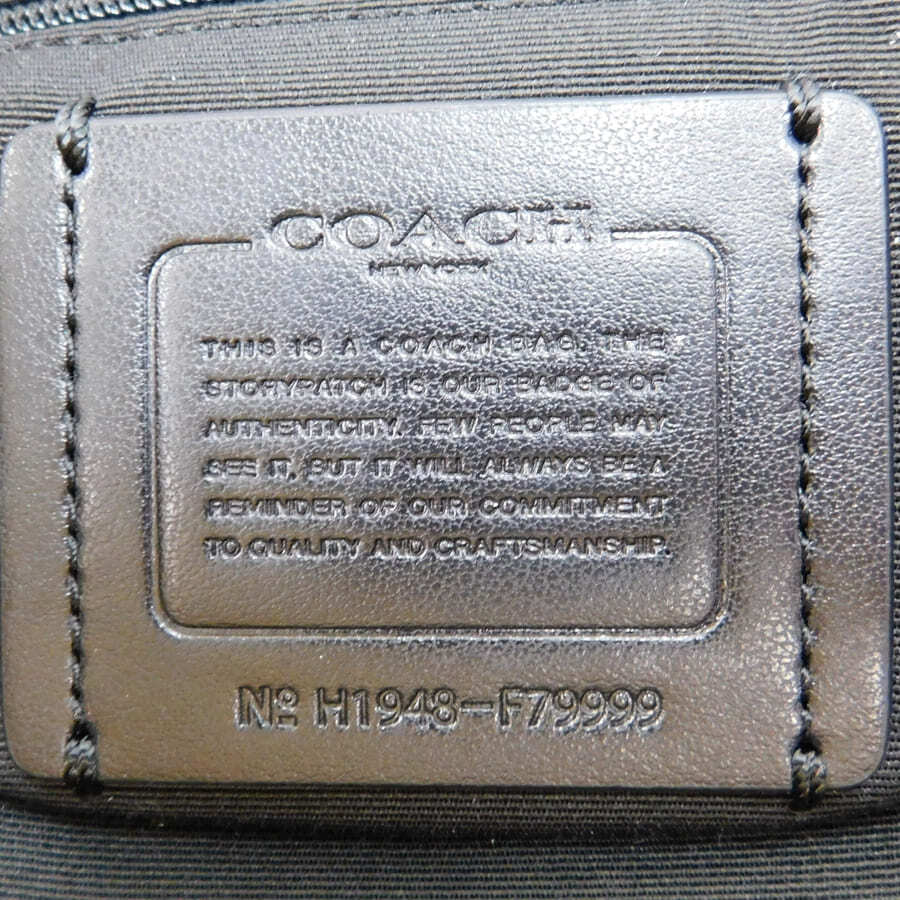 COACH
NEW YORK
THIS IS A COACH BAG. THE
STORYPATCH IS OUR BADGE OF
AUTHENTICITY. FEW PEOPLE MAY
SEE IT, BUT IT WILL ALWAYS BE A
REMINDER OF OUR COMMITMENT
TO QUALITY AND CRAFTSMANSHIP.
Nº H1948-F79999